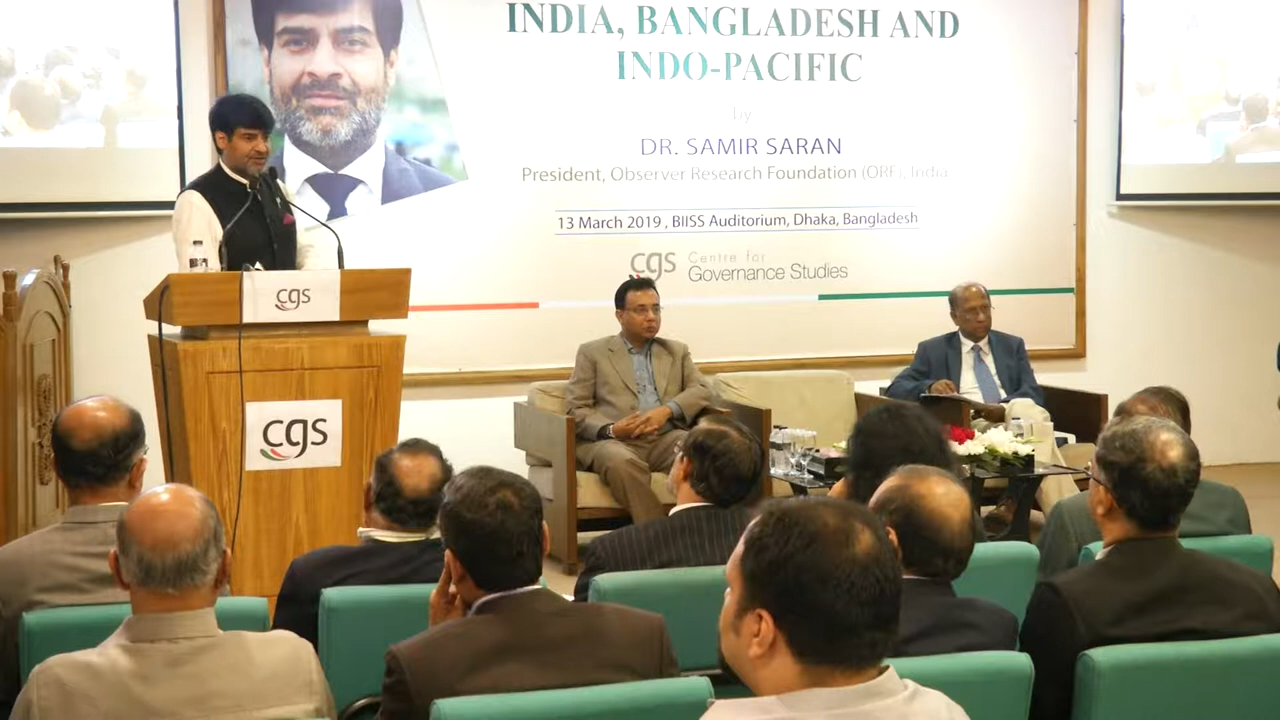 INDIA, BANGLADESH AND
INDO-PACIFIC
by
DR. SAMIR SARAN
President, Observer Research Foundation (ORF), India
13 March 2019 , BIISS Auditorium, Dhaka, Bangladesh
cgs Centre for
Governance Studies
cgs
cgs